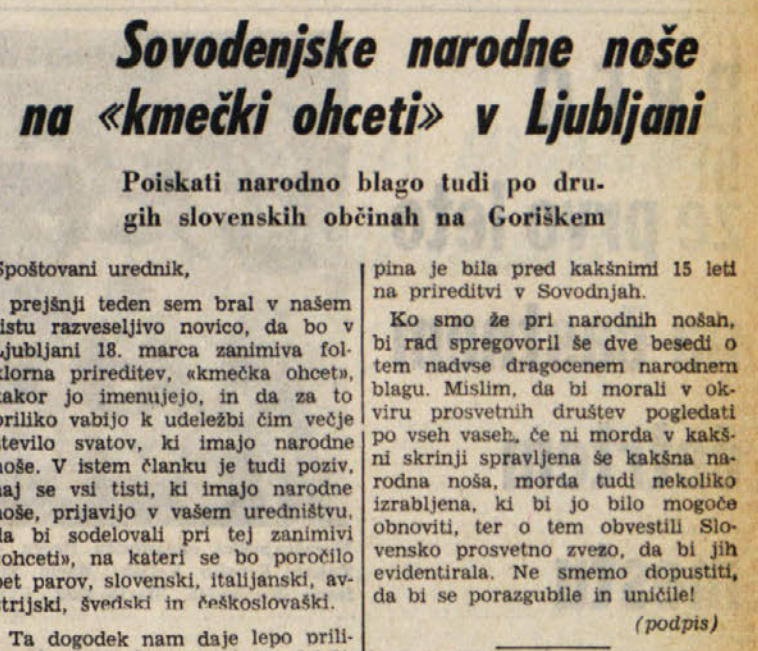 Sovodenjske narodne noše
na «kmečki ohceti» v Ljubljani
Poiskati narodno blago tudi po dru-
gih slovenskih občinah na Goriškem
Spoštovani urednik,
prejšnji teden sem bral v našem
listu razveseljivo novico, da bo v
Ljubljani 18. marca zanimiva fol-
klorna prireditev, «kmečka ohcet»,
kakor jo imenujejo, in da za to
priliko vabijo k udeležbi čim večje
število svatov, ki imajo narodne
noše. V istem članku je tudi poziv,
naj se vsi tisti, ki imajo narodne
noše, prijavijo v vašem uredništvu,
da bi sodelovali pri tej zanimivi
«ohceti», na kateri se bo poročilo
pet parov, slovenski, italijanski, av-
strijski, švedski in češkoslovaški.
Ta dogodek nam daje lepo prili-
pina je bila pred kakšnimi 15 leti
na prireditvi v Sovodnjah.
Ko smo že pri narodnih nošah,
bi rad spregovoril še dve besedi o
tem nadvse dragocenem narodnem
blagu. Mislim, da bi morali v ok-
viru prosvetnih društev pogledati
po vseh vaseh, če ni morda v kakš-
ni skrinji spravljena še kakšna na-
rodna noša, morda tudi nekoliko
izrabljena, ki bi jo bilo mogoče
obnoviti, ter o tem obvestili Slo-
vensko prosvetno zvezo, da bi jih
evidentirala. Ne smemo dopustiti,
da bi se porazgubile in uničile!
(podpis)